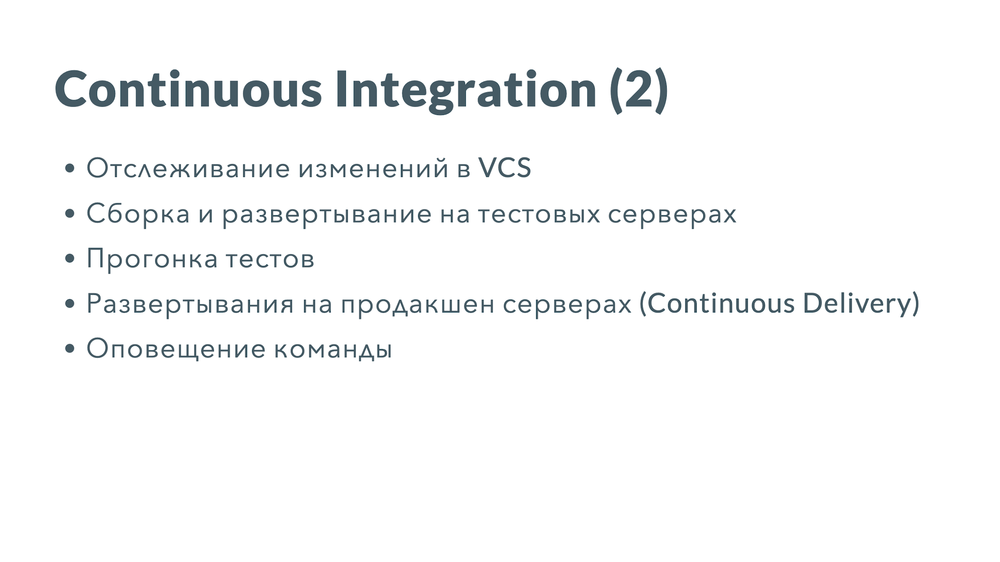 Continuous Integration (2)
• Отслеживание изменений в VCS
• Сборка и развертывание на тестовых серверах
• Прогонка тестов
• Развертывания на продакшен серверах (Continuous Delivery)
• Оповещение команды